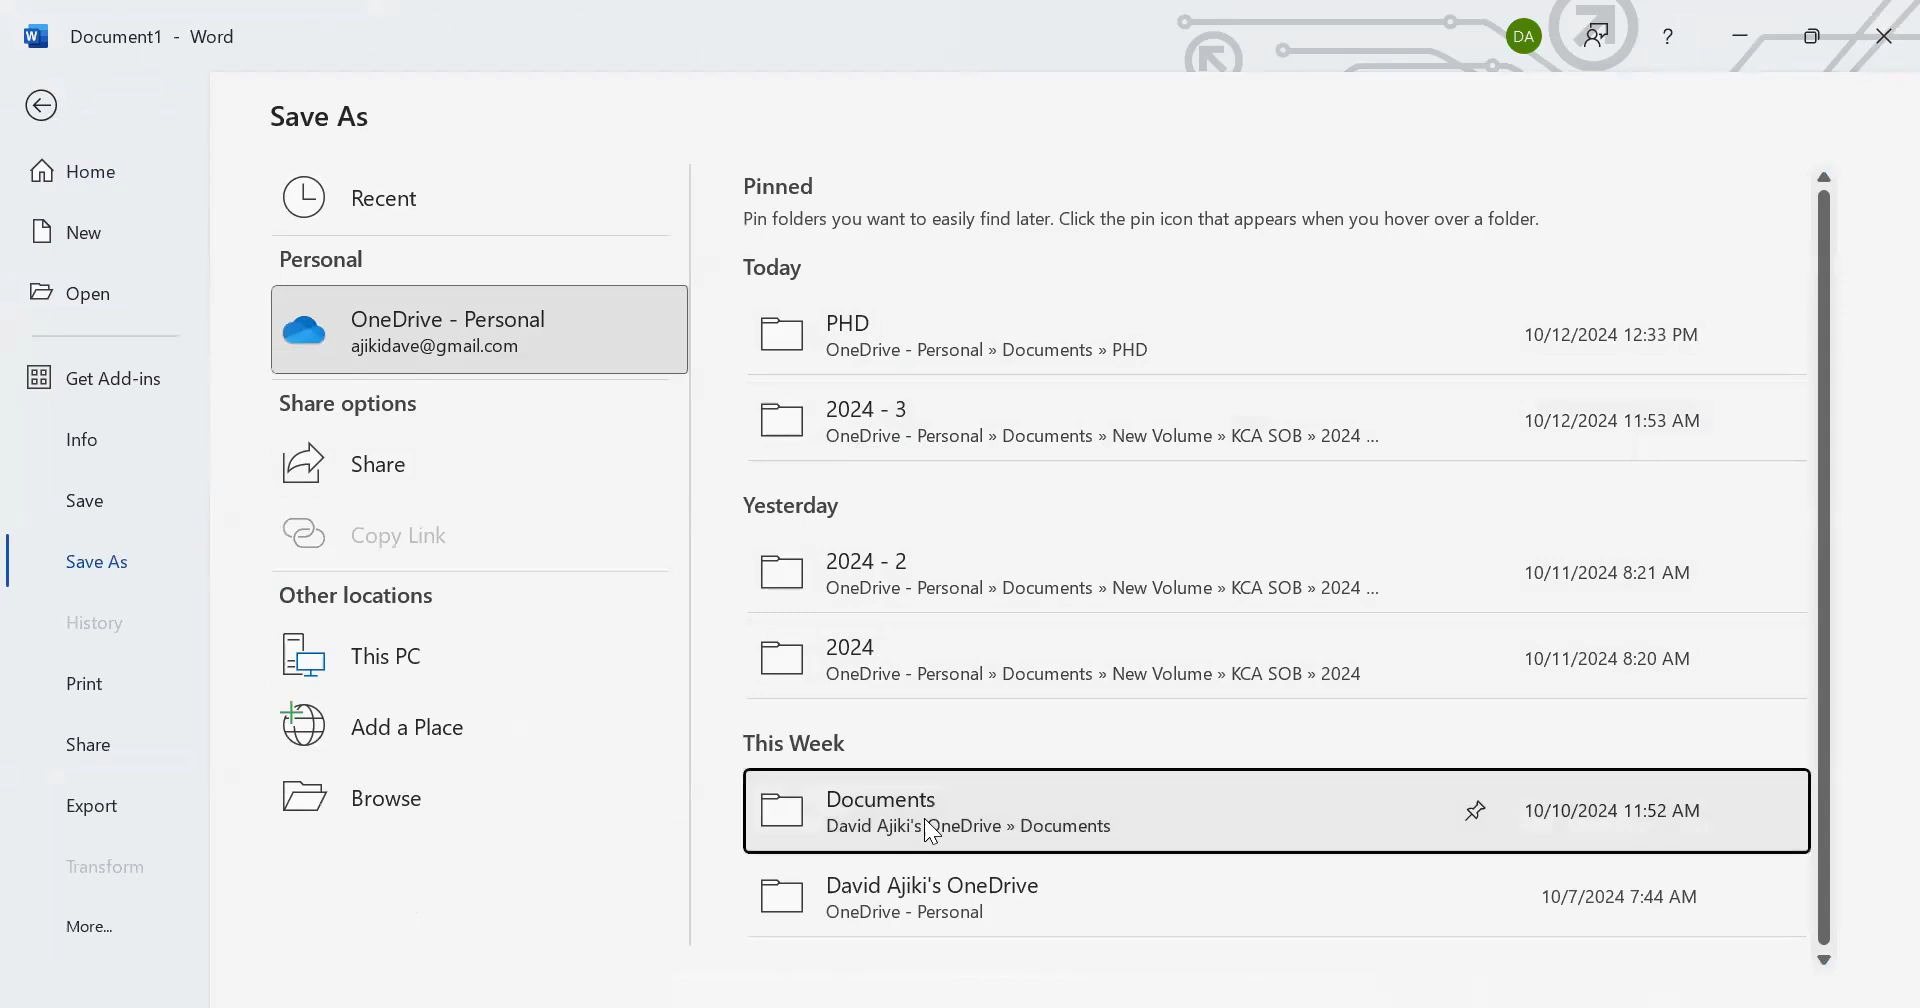 W Document1 - Word
DA
?
Save As
Home
New
Open
Get Add-ins
Info
Save
Save As
History
Print
Share
Export
Transform
More...
Recent
Personal
OneDrive - Personal
ajikidave@gmail.com
Share options
Share
Copy Link
Other locations
This PC
Add a Place
Browse
Pinned
Pin folders you want to easily find later. Click the pin icon that appears when you hover over a folder.
Today
PHD
OneDrive - Personal » Documents » PHD
10/12/2024 12:33 PM
2024 - 3
OneDrive - Personal » Documents » New Volume » KCA SOB » 2024 ...
10/12/2024 11:53 AM
Yesterday
2024 - 2
OneDrive - Personal » Documents » New Volume » KCA SOB » 2024 ...
10/11/2024 8:21 AM
2024
OneDrive - Personal » Documents » New Volume » KCA SOB » 2024
10/11/2024 8:20 AM
This Week
Documents
David Ajiki's OneDrive » Documents
10/10/2024 11:52 AM
David Ajiki's OneDrive
OneDrive - Personal
10/7/2024 7:44 AM